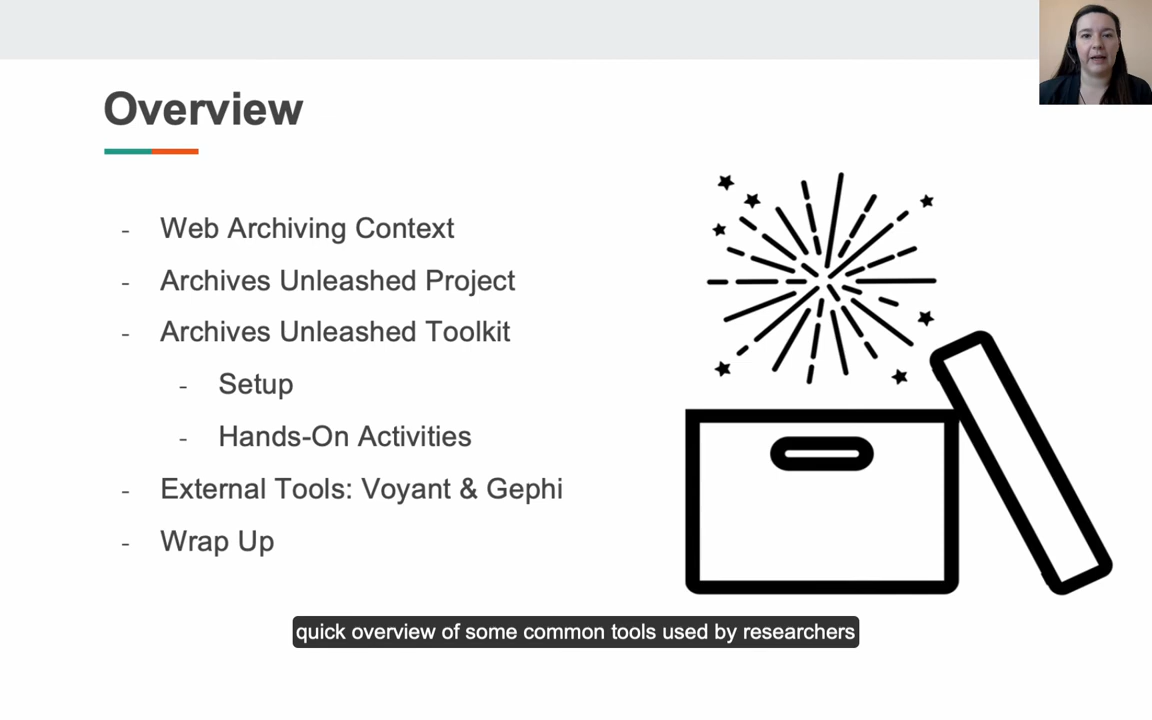 Overview
- Web Archiving Context
- Archives Unleashed Project
- Archives Unleashed Toolkit
- Setup
- Hands-On Activities
- External Tools: Voyant & Gephi
- Wrap Up
quick overview of some common tools used by researchers